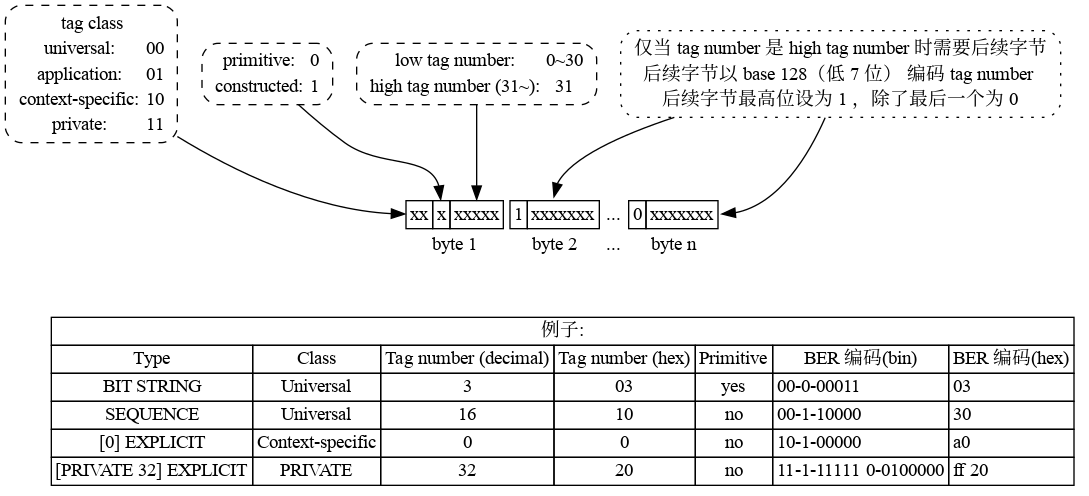 tag class
universal: 00
application: 01
context-specific: 10
private: 11
primitive: 0
constructed: 1
low tag number: 0~30
high tag number (31~): 31
仅当 tag number 是 high tag number 时需要后续字节
后续字节以 base 128（低 7 位） 编码 tag number
后续字节最高位设为 1 ，除了最后一个为 0
xx x xxxxx 1 xxxxxxx ... 0 xxxxxxx
byte 1 byte 2 ... byte n
例子:
Type Class Tag number (decimal) Tag number (hex) Primitive BER 编码(bin) BER 编码(hex)
BIT STRING Universal 3 03 yes 00-0-00011 03
SEQUENCE Universal 16 10 no 00-1-10000 30
[0] EXPLICIT Context-specific 0 0 no 10-1-00000 a0
[PRIVATE 32] EXPLICIT PRIVATE 32 20 no 11-1-11111 0-0100000 ff 20